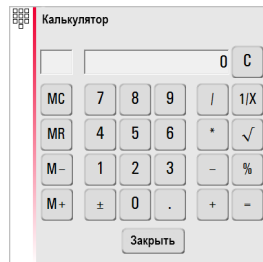 Калькулятор
0 C
MC 7 8 9 / 1/X
MR 4 5 6 * √
M- 1 2 3 - %
M+ ± 0 . + =
Закрыть